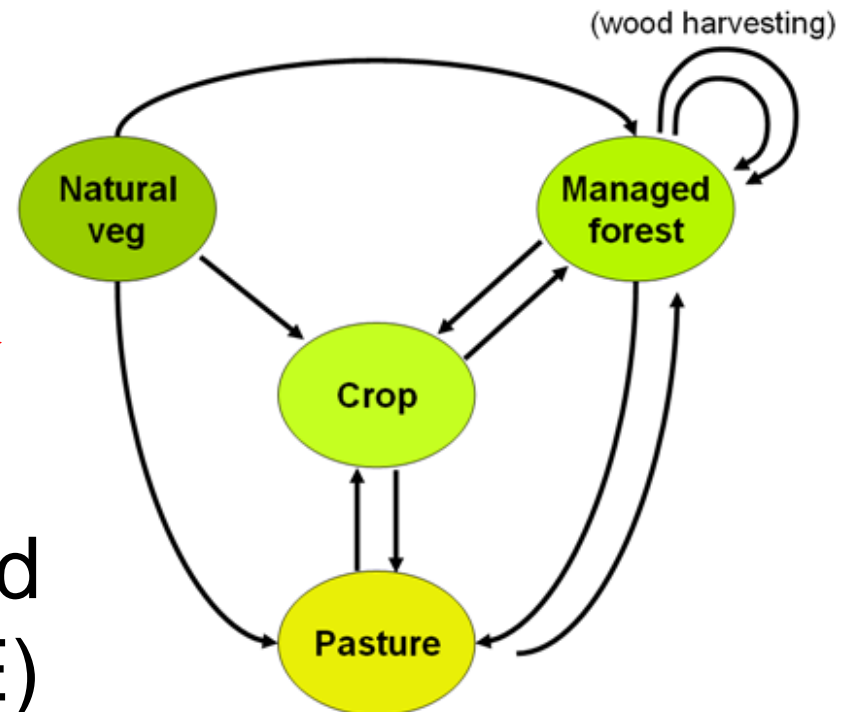 (wood harvesting)
Natural
veg
Managed
forest
Crop
Pasture
d
E)